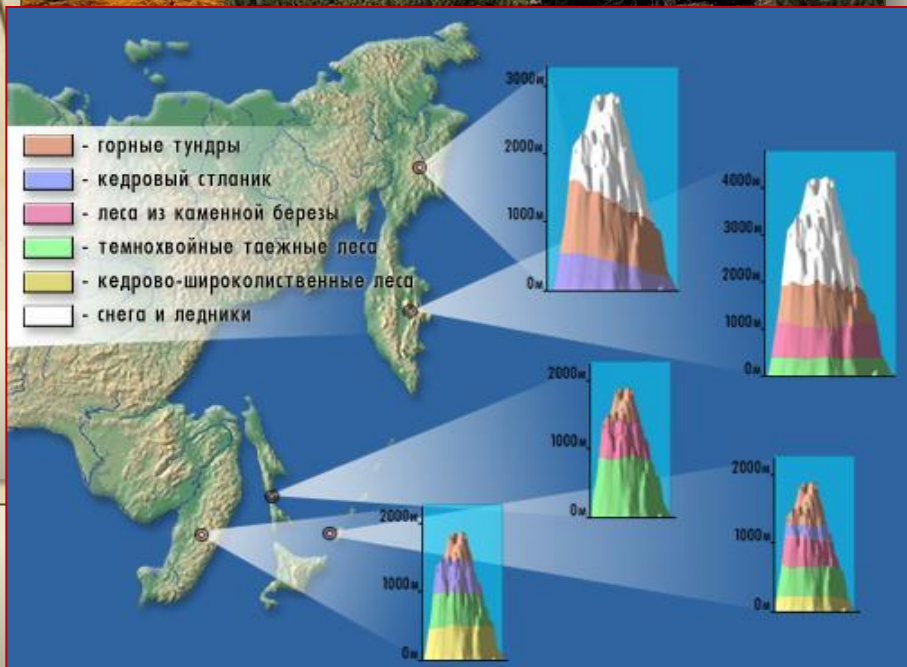 - горные тундры
- кедровый стланик
- леса из каменной березы
- темнохвойные таежные леса
- кедрово-широколиственные леса
- снега и ледники
3000м
2000м
1000м
0м
4000м
3000м
2000м
1000м
0м
2000м
1000м
0м
2000м
1000м
0м
2000м
1000м
0м